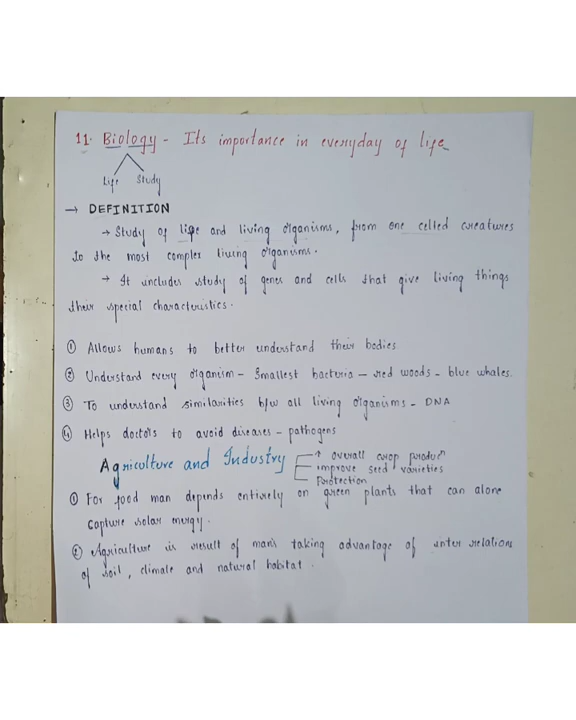 11. Biology - Its importance in everyday of life
Life Study
→ DEFINITION
→ Study of life and living organisms, from one celled creatures
to the most complex living organisms.
→ It includes study of genes and cells that give living things
their special characteristics.
① Allows humans to better understand their bodies
② Understand every organism - Smallest bacteria - red woods - blue whales.
③ To understand similarities b/w all living organisms - DNA
④ Helps doctors to avoid diseases - pathogens
Agriculture and Industry
↑ overall crop producⁿ
improve seed varieties
Protection
① For food man depends entirely on green plants that can alone
capture solar energy.
② Agriculture is result of man's taking advantage of inter relations
of soil, climate and natural habitat.